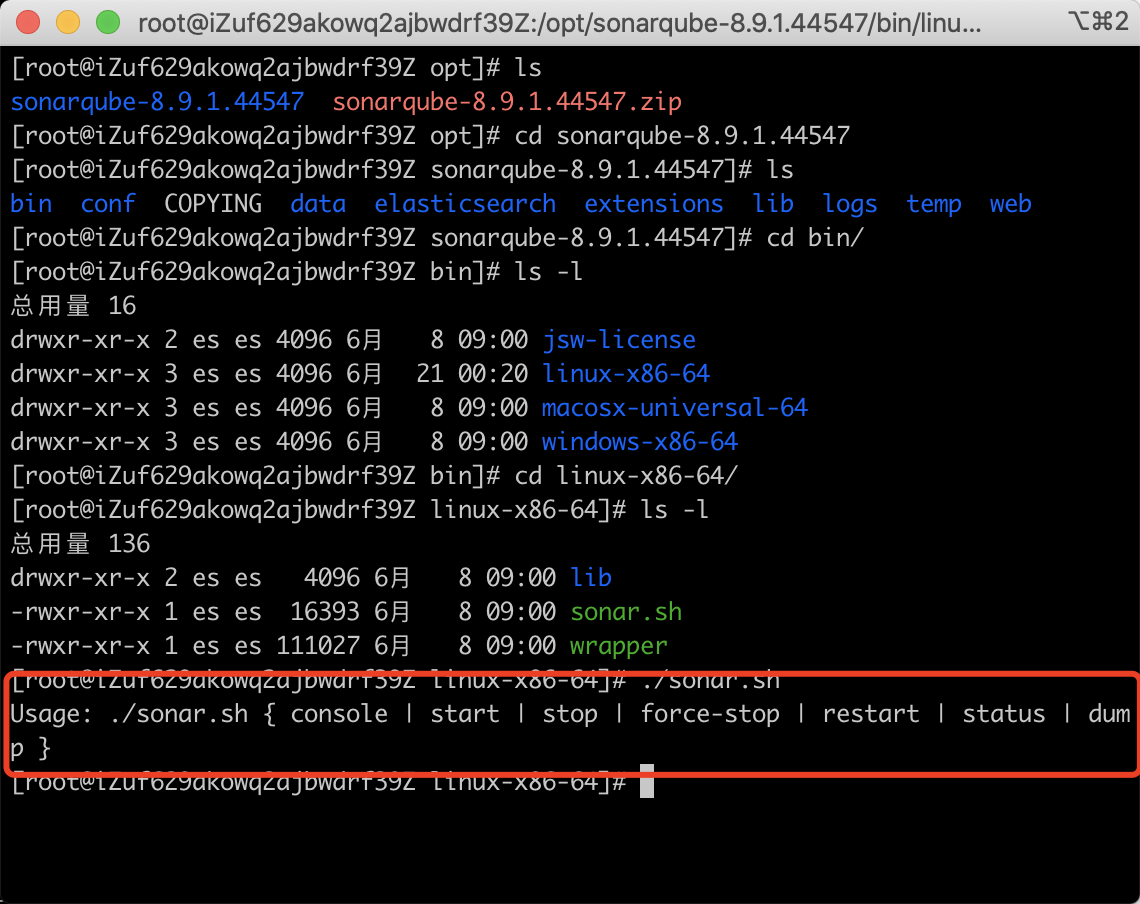 root@iZuf629akowq2ajbwdrf39Z:/opt/sonarqube-8.9.1.44547/bin/linu... ⌥⌘2
[root@iZuf629akowq2ajbwdrf39Z opt]# ls
sonarqube-8.9.1.44547  sonarqube-8.9.1.44547.zip
[root@iZuf629akowq2ajbwdrf39Z opt]# cd sonarqube-8.9.1.44547
[root@iZuf629akowq2ajbwdrf39Z sonarqube-8.9.1.44547]# ls
bin  conf  COPYING  data  elasticsearch  extensions  lib  logs  temp  web
[root@iZuf629akowq2ajbwdrf39Z sonarqube-8.9.1.44547]# cd bin/
[root@iZuf629akowq2ajbwdrf39Z bin]# ls -l
总用量 16
drwxr-xr-x 2 es es 4096 6月   8 09:00 jsw-license
drwxr-xr-x 3 es es 4096 6月  21 00:20 linux-x86-64
drwxr-xr-x 3 es es 4096 6月   8 09:00 macosx-universal-64
drwxr-xr-x 3 es es 4096 6月   8 09:00 windows-x86-64
[root@iZuf629akowq2ajbwdrf39Z bin]# cd linux-x86-64/
[root@iZuf629akowq2ajbwdrf39Z linux-x86-64]# ls -l
总用量 136
drwxr-xr-x 2 es es   4096 6月   8 09:00 lib
-rwxr-xr-x 1 es es  16393 6月   8 09:00 sonar.sh
-rwxr-xr-x 1 es es 111027 6月   8 09:00 wrapper
[root@iZuf629akowq2ajbwdrf39Z linux-x86-64]# ./sonar.sh
Usage: ./sonar.sh { console | start | stop | force-stop | restart | status | dum
p }
[root@iZuf629akowq2ajbwdrf39Z linux-x86-64]#